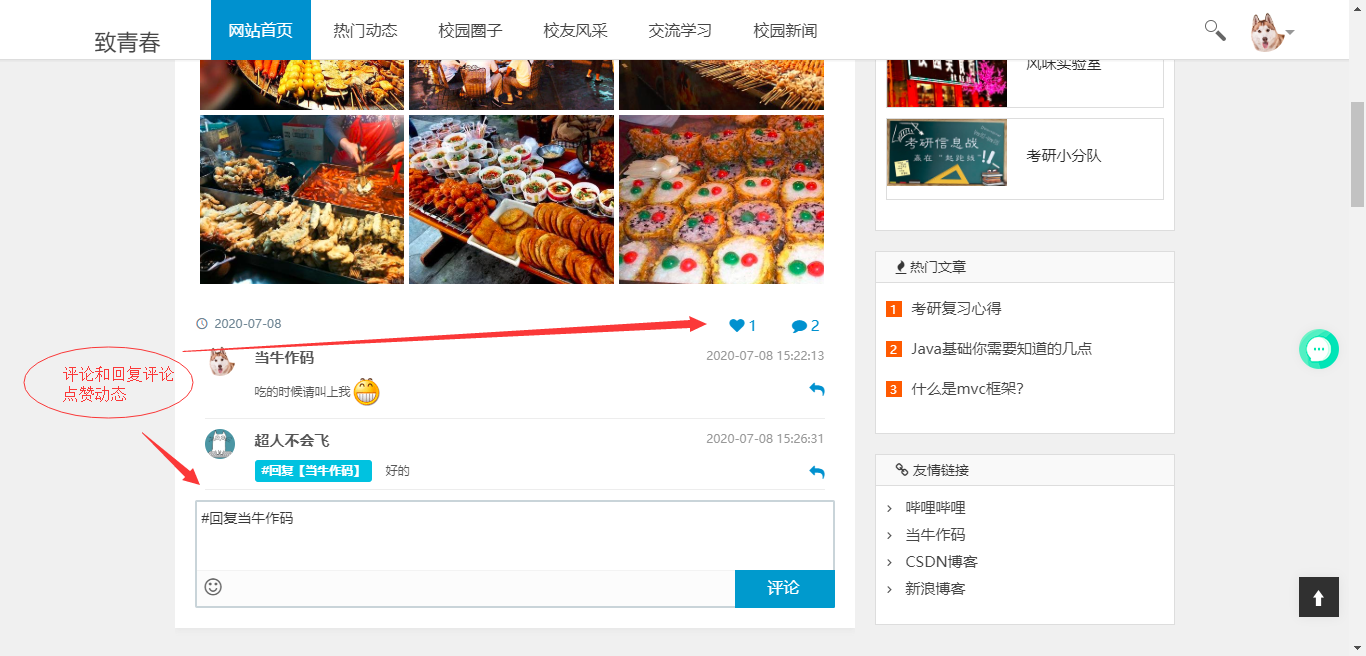 致青春
网站首页
热门动态
校园圈子
校友风采
交流学习
校园新闻
风味实验室
考研信息战
赢在“起跑线”
考研小分队
热门文章
1 考研复习心得
2 Java基础你需要知道的几点
3 什么是mvc框架?
2020-07-08
1
2
评论和回复评论
点赞动态
当牛作码
2020-07-08 15:22:13
吃的时候请叫上我
超人不会飞
2020-07-08 15:26:31
#回复【当牛作码】 好的
#回复当牛作码
评论
友情链接
哔哩哔哩
当牛作码
CSDN博客
新浪博客